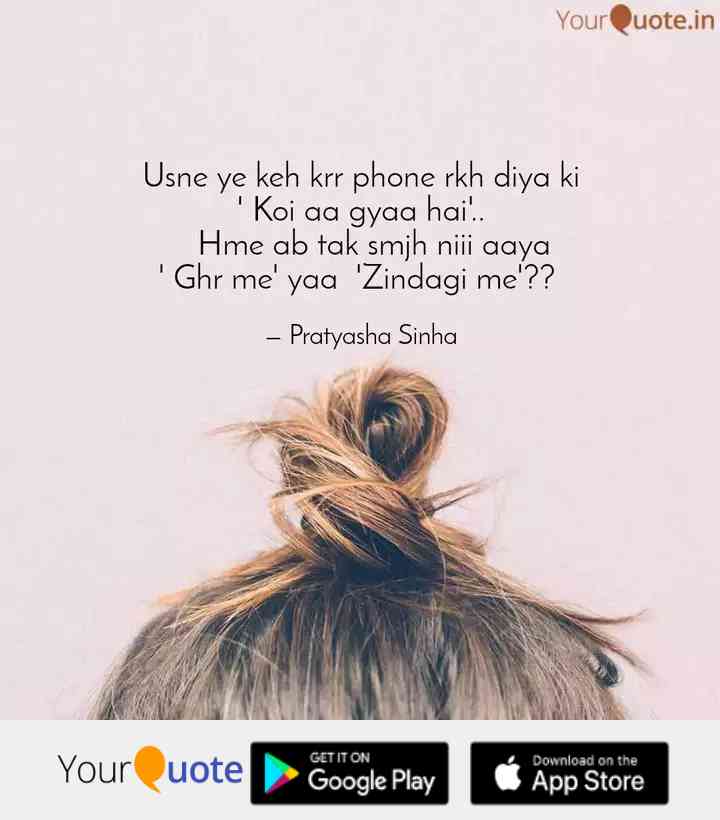 YourQuote.in
Usne ye keh krr phone rkh diya ki
' Koi aa gyaa hai'..
Hme ab tak smjh niii aaya
' Ghr me' yaa 'Zindagi me'??
– Pratyasha Sinha
YourQuote
GET IT ON
Google Play
Download on the
App Store